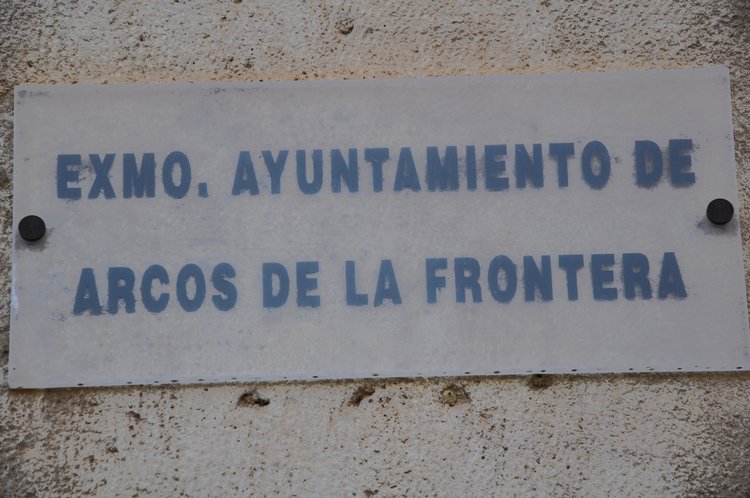 EXMO. AYUNTAMIENTO DE
ARCOS DE LA FRONTERA